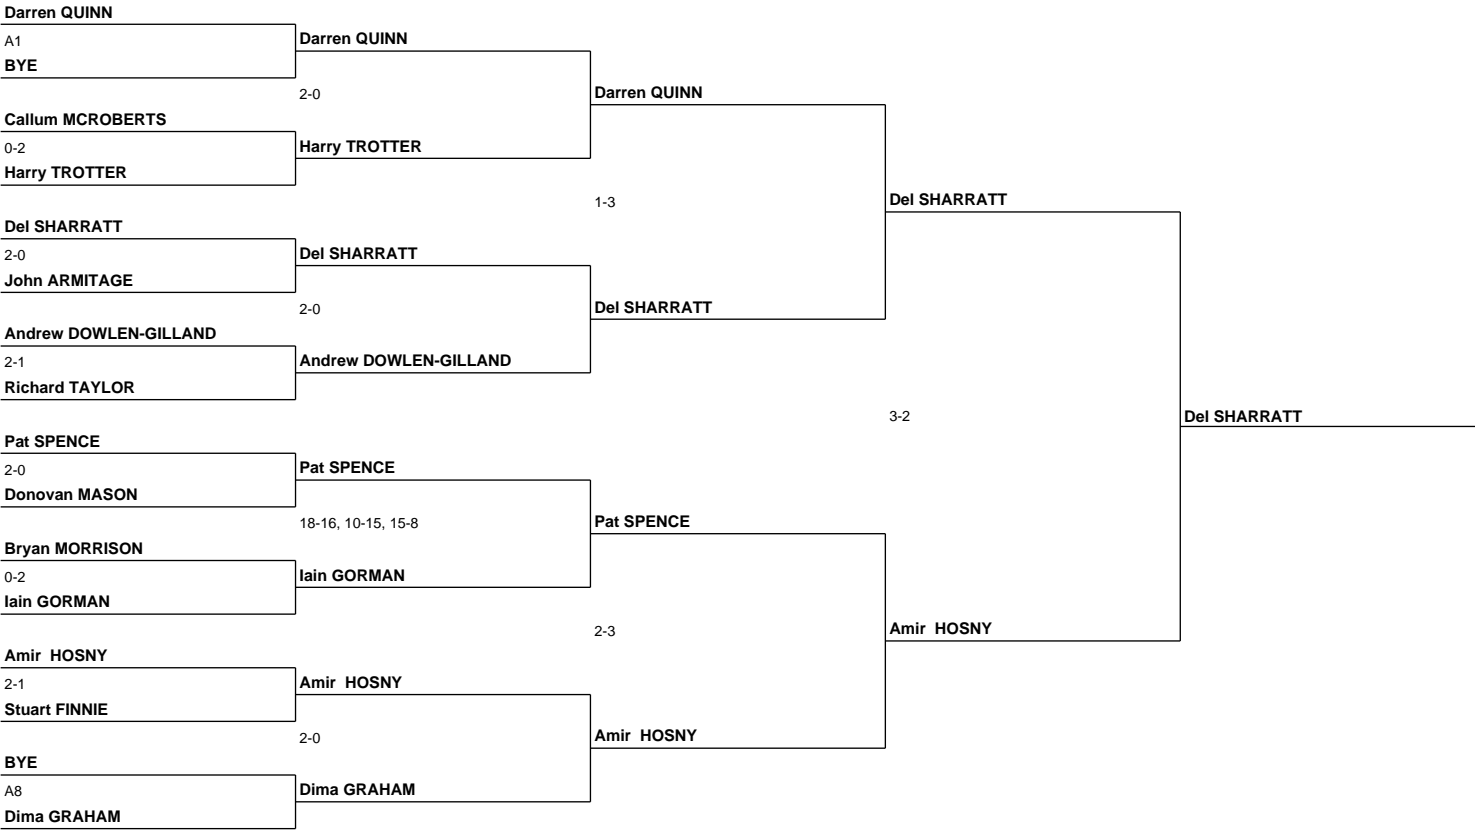 Darren QUINN
A1
BYE
Callum MCROBERTS
0-2
Harry TROTTER
Del SHARRATT
2-0
John ARMITAGE
Andrew DOWLEN-GILLAND
2-1
Richard TAYLOR
Pat SPENCE
2-0
Donovan MASON
Bryan MORRISON
0-2
Iain GORMAN
Amir  HOSNY
2-1
Stuart FINNIE
BYE
A8
Dima GRAHAM
Darren QUINN
2-0
Harry TROTTER
Del SHARRATT
2-0
Andrew DOWLEN-GILLAND
Pat SPENCE
18-16, 10-15, 15-8
Iain GORMAN
Amir  HOSNY
2-0
Dima GRAHAM
Darren QUINN
1-3
Del SHARRATT
Pat SPENCE
2-3
Amir  HOSNY
Del SHARRATT
3-2
Amir  HOSNY
Del SHARRATT